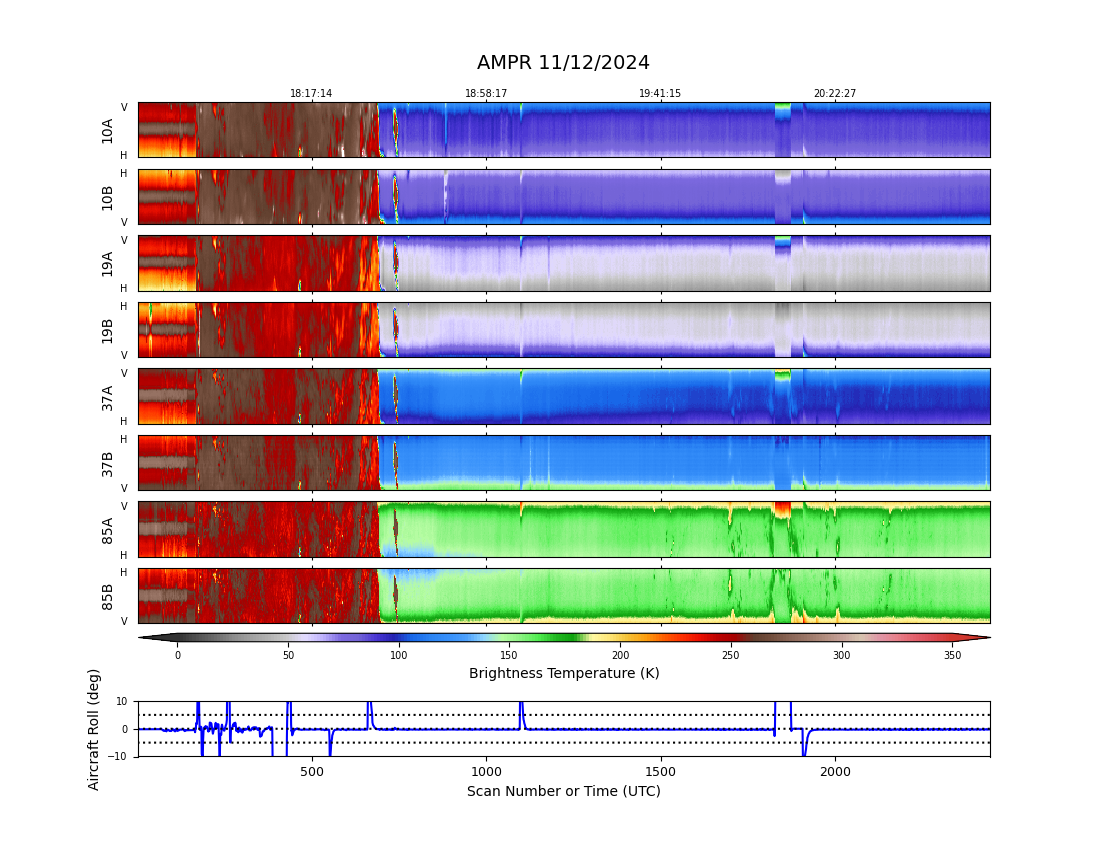 AMPR 11/12/2024
18:17:14 18:58:17 19:41:15 20:22:27
V
10A
H
H
10B
V
V
19A
H
H
19B
V
V
37A
H
H
37B
V
V
85A
H
H
85B
V
0 50 100 150 200 250 300 350
Brightness Temperature (K)
10
0
−10
Aircraft Roll (deg)
500 1000 1500 2000
Scan Number or Time (UTC)